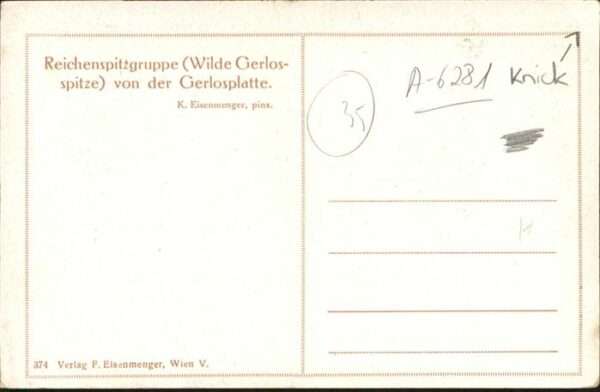 Reichenspitzgruppe (Wilde Gerlos-
spitze) von der Gerlosplatte.
K. Eisenmenger, pinx.
35
A-6281 Knick
374 Verlag F. Eisenmenger, Wien V.